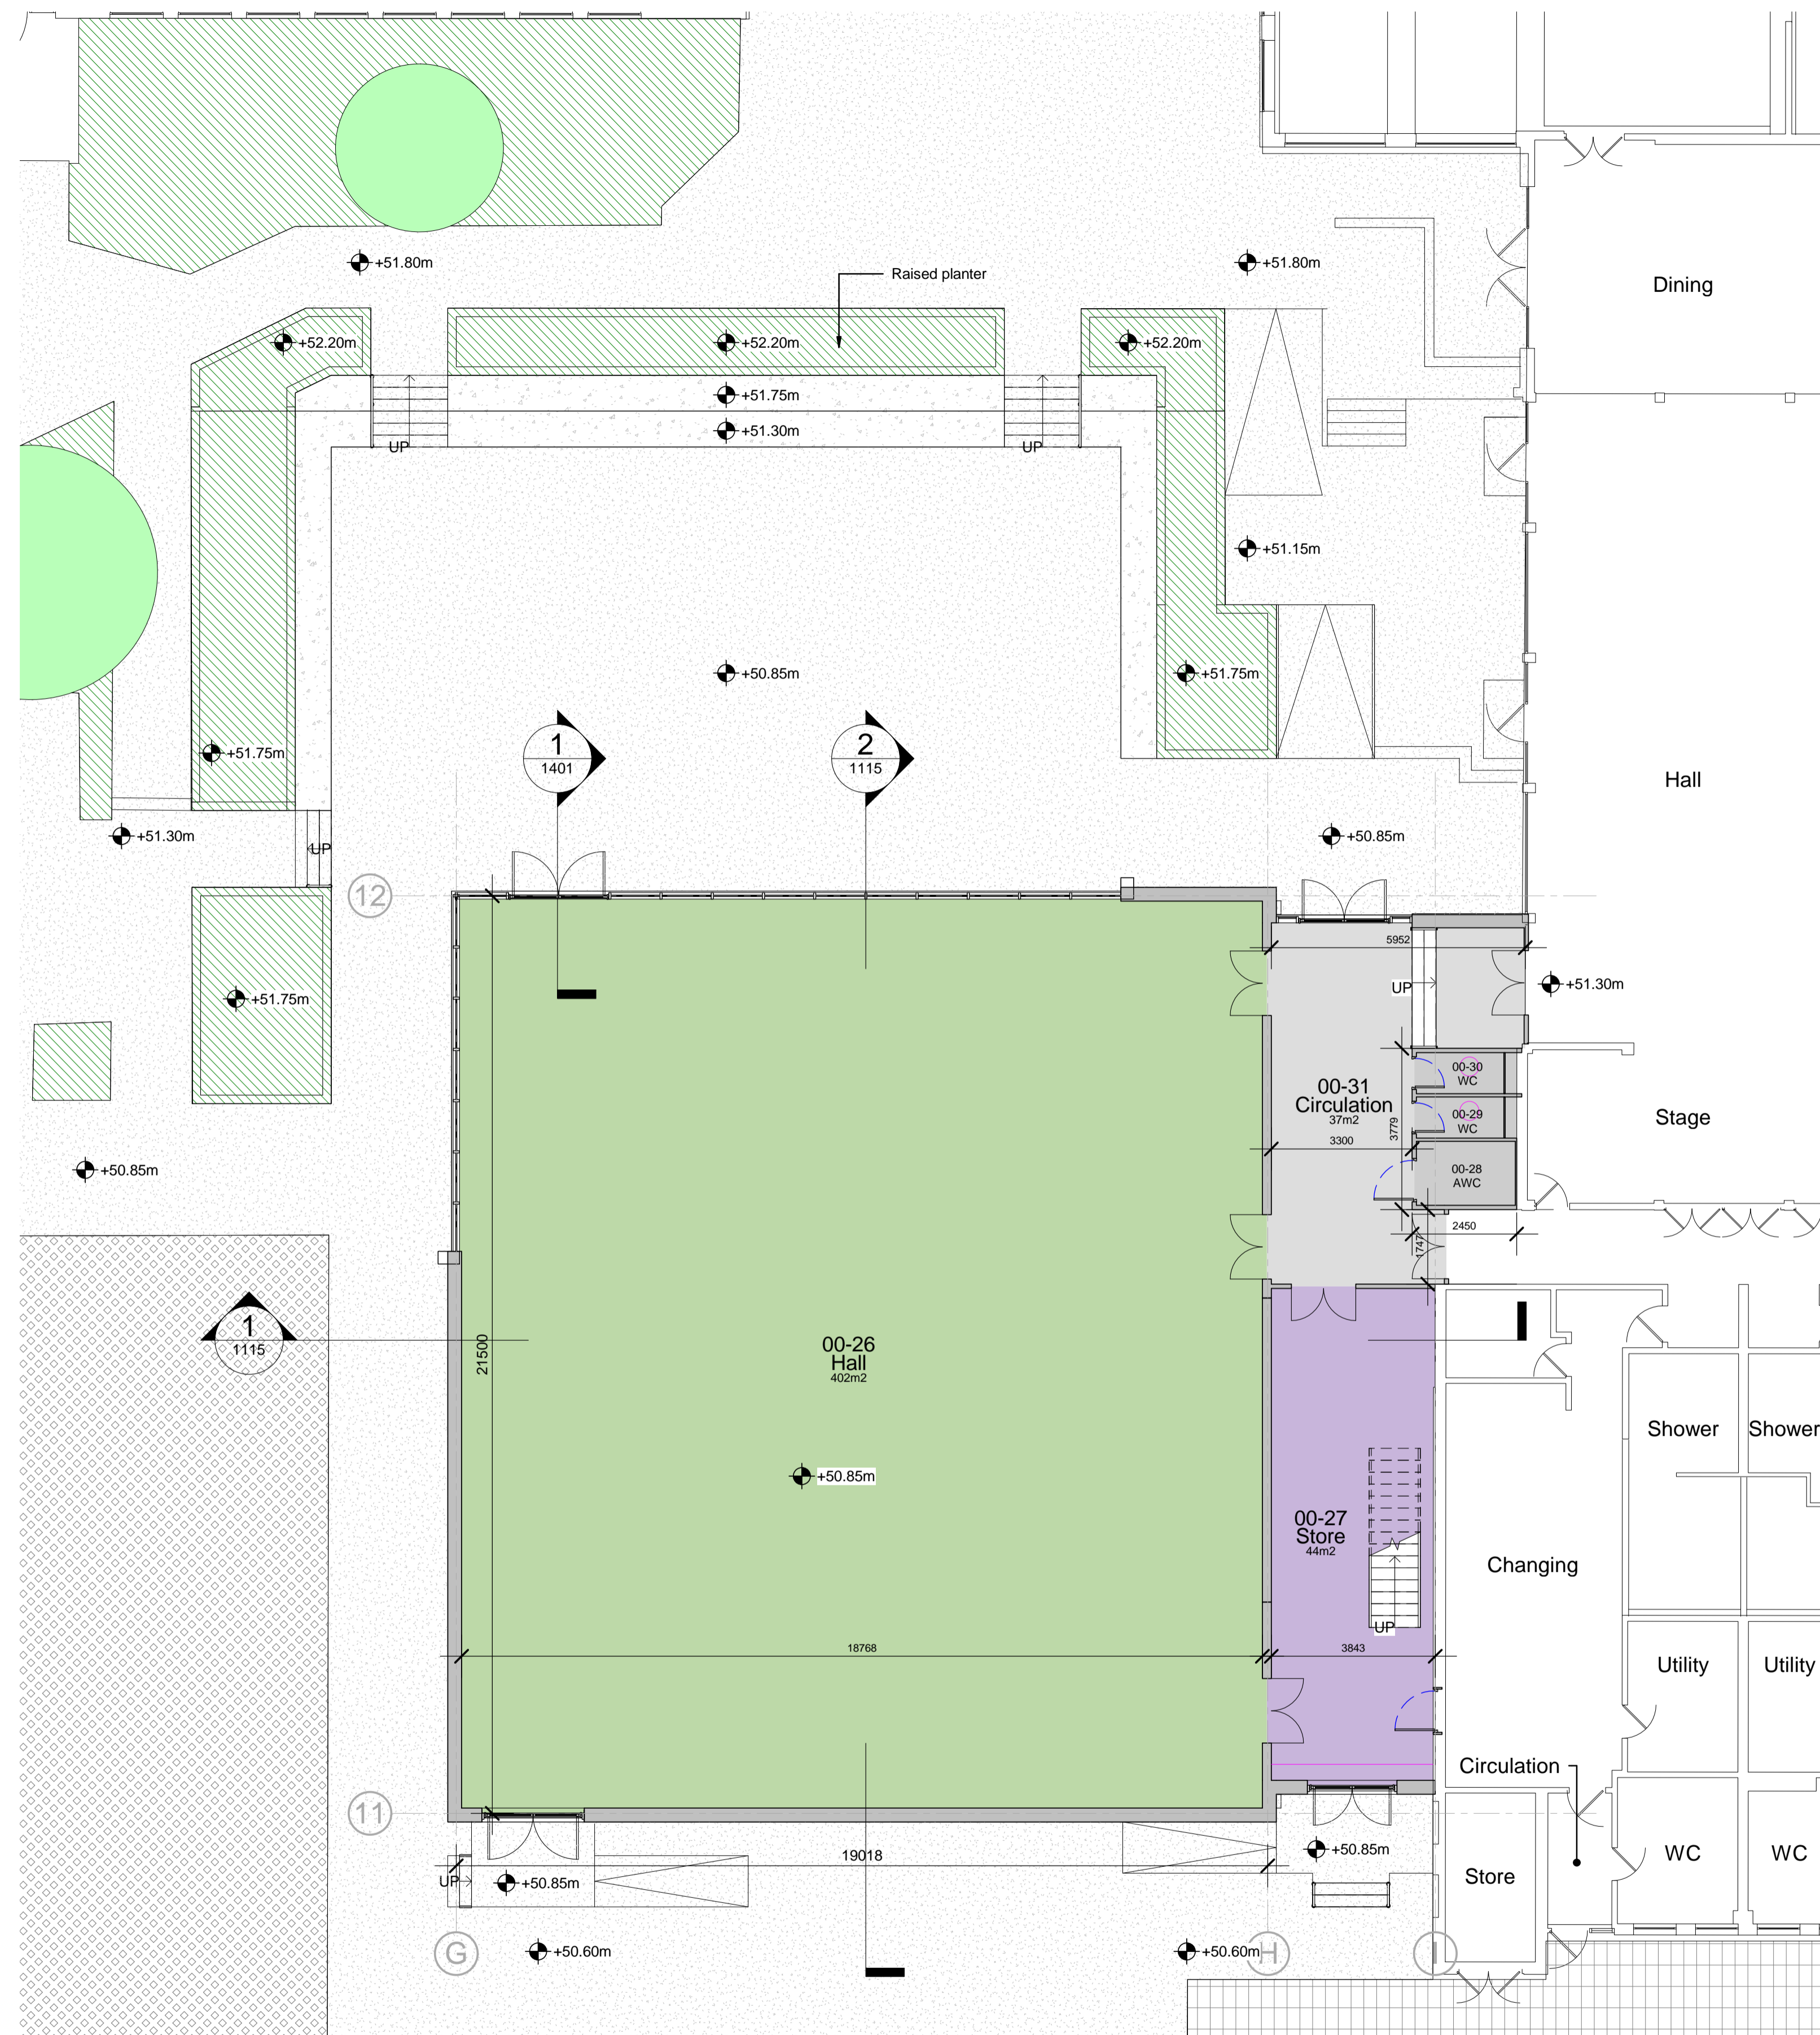 +51.80m
+51.80m
Raised planter
Dining
+52.20m
+52.20m
+52.20m
+51.75m
+51.30m
UP
UP
+51.15m
+50.85m
+51.75m
+51.75m
1
1401
2
1115
Hall
+51.30m
UP
+50.85m
12
5952
+51.30m
UP
+51.75m
00-30
WC
00-31
Circulation
37m2
3300
3779
00-29
WC
Stage
00-28
AWC
+50.85m
2450
1747
1
1115
21500
00-26
Hall
402m2
Shower
Shower
+50.85m
00-27
Store
44m2
UP
Changing
18768
3843
Utility
Utility
Circulation
11
19018
+50.85m
WC
WC
UP
+50.85m
Store
G
+50.60m
+50.60m
H
I